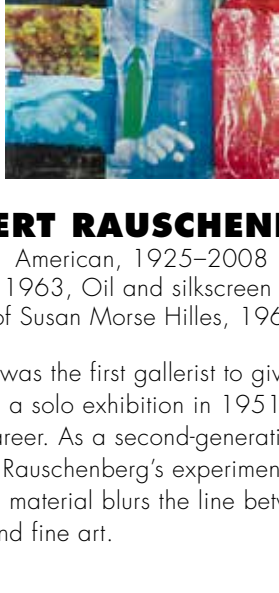 ERT RAUSCHEN
American, 1925–2008
1963, Oil and silkscreen
of Susan Morse Hilles, 196
was the first gallerist to giv
a solo exhibition in 1951
areer. As a second-generati
Rauschenberg's experimen
material blurs the line betw
nd fine art.